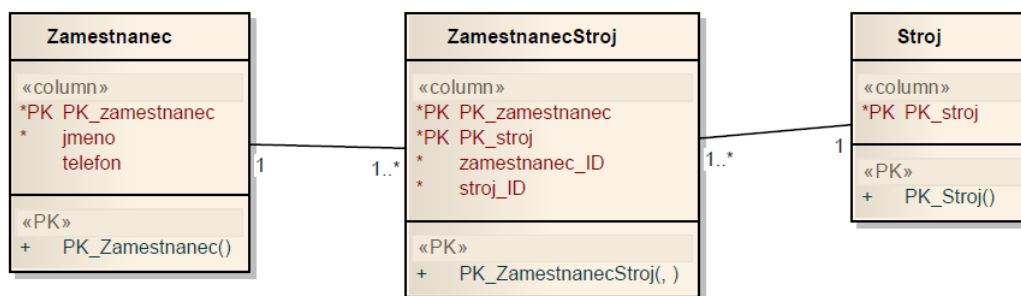 Zamestnanec
«column»
*PK PK_zamestnanec
* jmeno
telefon
«PK»
+ PK_Zamestnanec()
1
1..*
ZamestnanecStroj
«column»
*PK PK_zamestnanec
*PK PK_stroj
* zamestnanec_ID
* stroj_ID
«PK»
+ PK_ZamestnanecStroj(, )
1..*
1
Stroj
«column»
*PK PK_stroj
«PK»
+ PK_Stroj()